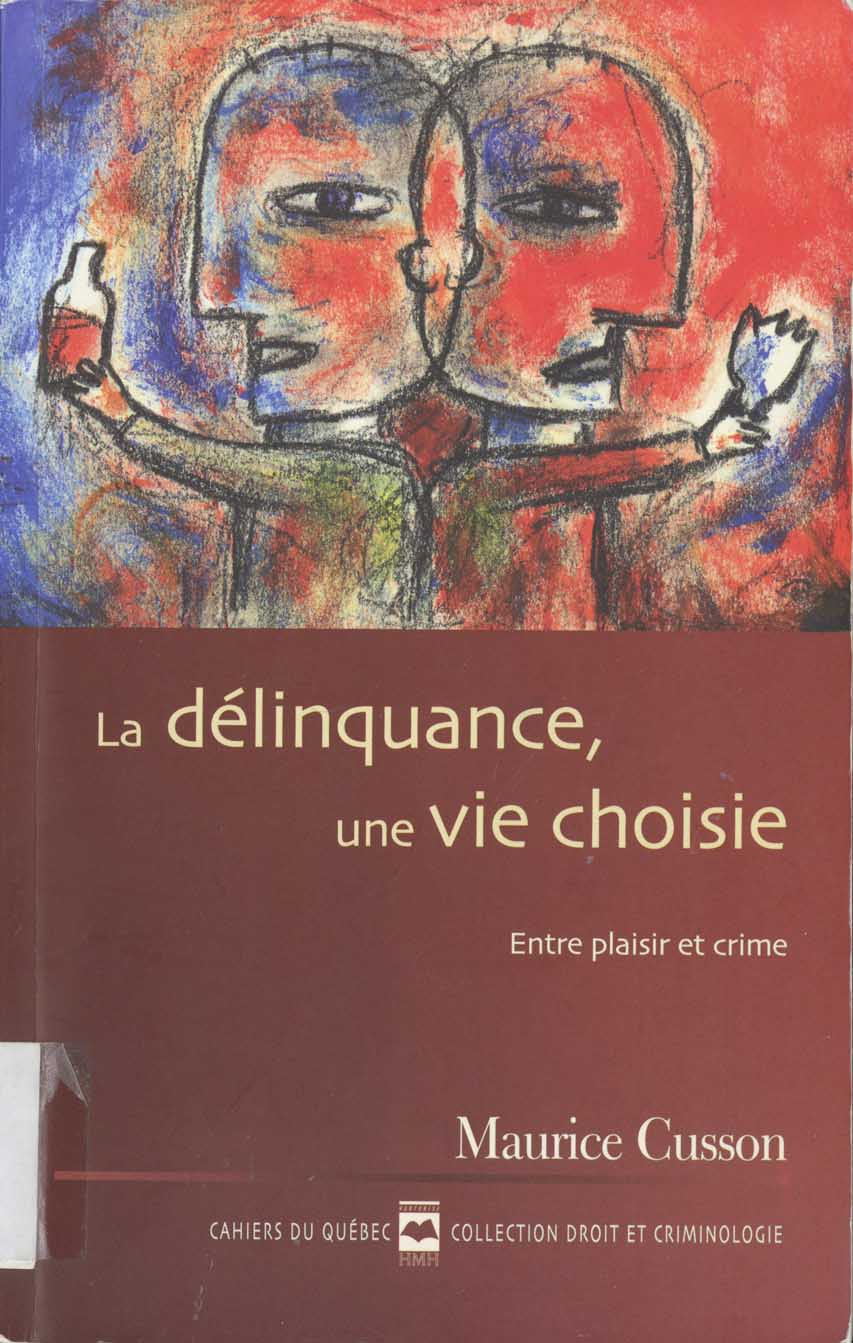 La délinquance,
une vie choisie
Entre plaisir et crime
Maurice Cusson
HURTUBISE
CAHIERS DU QUÉBEC COLLECTION DROIT ET CRIMINOLOGIE
HMH